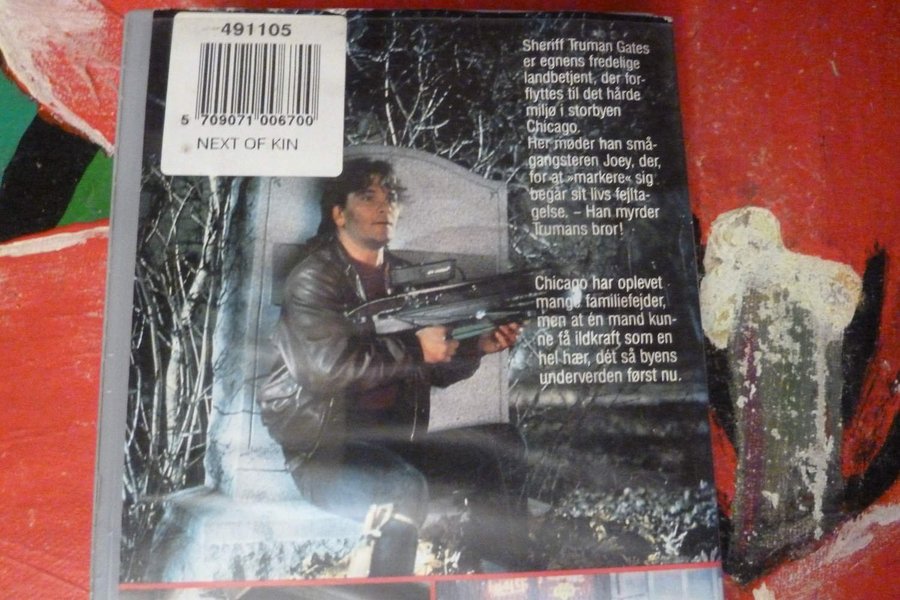 491105
5 709071 006700
NEXT OF KIN
Sheriff Truman Gates
er egnens fredelige
landbetjent, der for-
flyttes til det hårde
miljø i storbyen
Chicago.
Her møder han små-
gangsteren Joey, der,
for at »markere« sig
begår sit livs fejlta-
gelse. – Han myrder
Trumans bror!
Chicago har oplevet
mange familiefejder,
men at én mand kun-
ne få ildkraft som en
hel hær, dét så byens
underverden først nu.